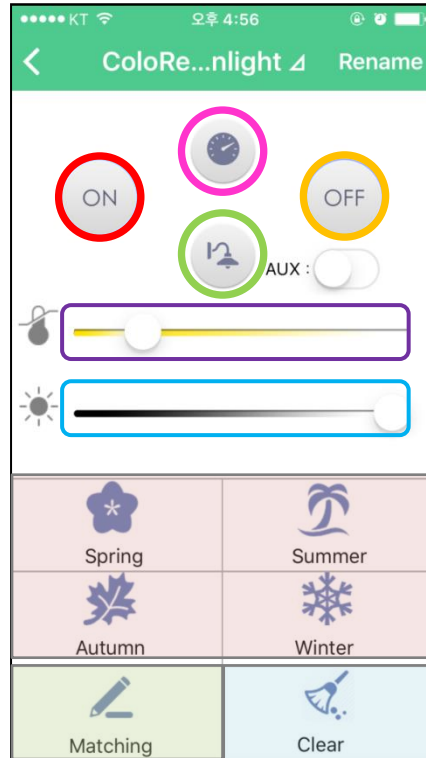 KT 오후 4:56
ColoRe...nlight Rename
ON
OFF
AUX :
Spring Summer
Autumn Winter
Matching Clear